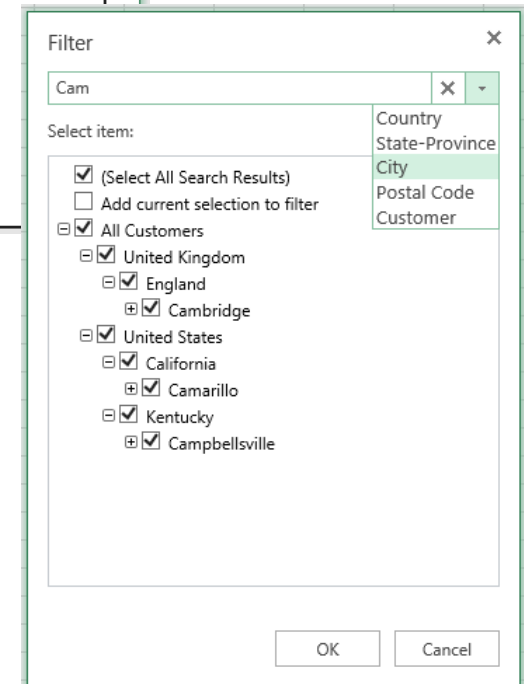 Filter
Cam
Country
Select item:
State-Province
City
(Select All Search Results)
Postal Code
Add current selection to filter
Customer
All Customers
United Kingdom
England
Cambridge
United States
California
Camarillo
Kentucky
Campbellsville
OK Cancel